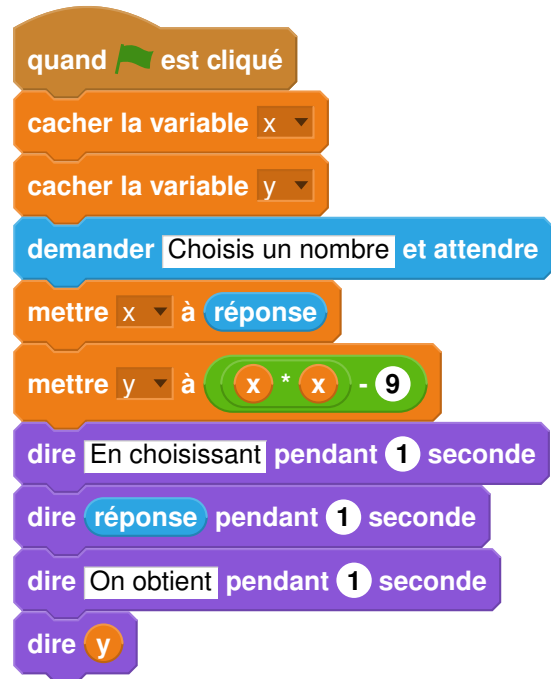 quand est cliqué
cacher la variable x
cacher la variable y
demander Choisis un nombre et attendre
mettre x à réponse
mettre y à x * x - 9
dire En choisissant pendant 1 seconde
dire réponse pendant 1 seconde
dire On obtient pendant 1 seconde
dire y